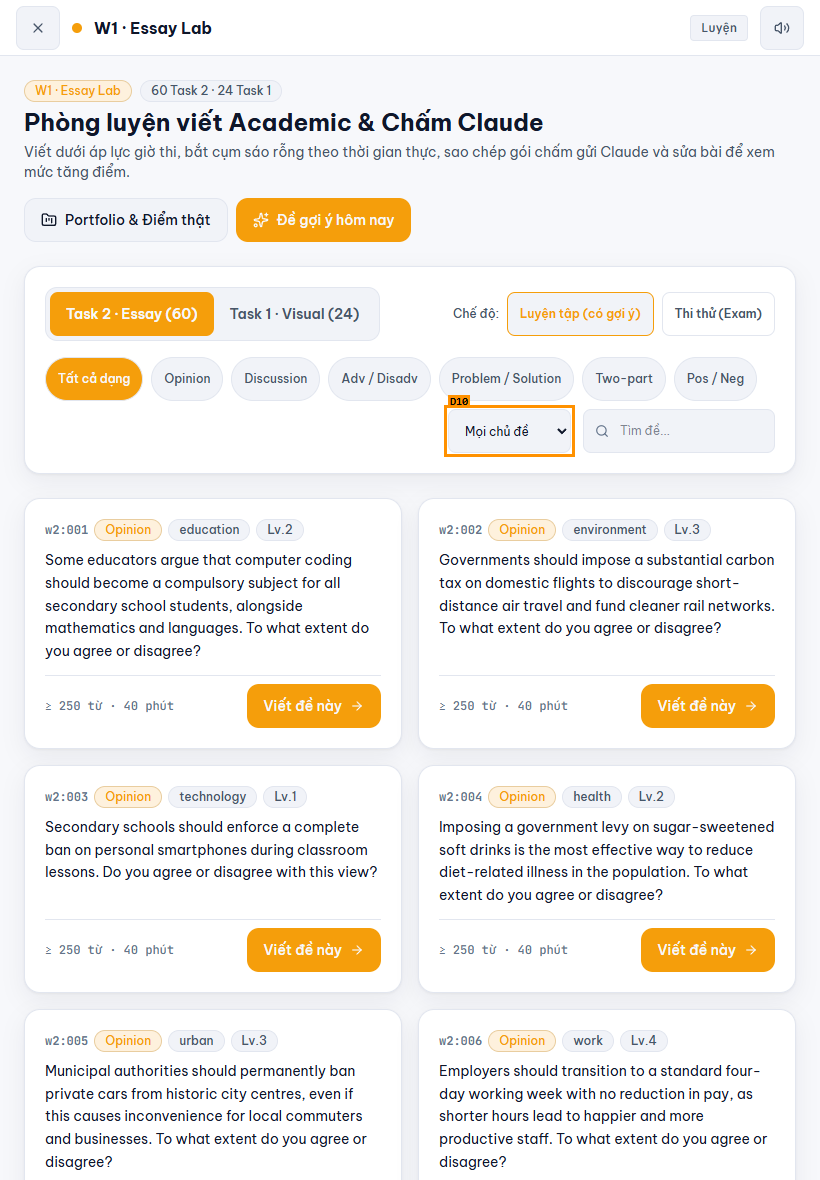 W1 · Essay Lab
Luyện
W1 · Essay Lab
60 Task 2 · 24 Task 1
Phòng luyện viết Academic & Chấm Claude
Viết dưới áp lực giờ thi, bắt cụm sáo rỗng theo thời gian thực, sao chép gói chấm gửi Claude và sửa bài để xem
mức tăng điểm.
Portfolio & Điểm thật
Đề gợi ý hôm nay
Task 2 · Essay (60)
Task 1 · Visual (24)
Chế độ:
Luyện tập (có gợi ý)
Thi thử (Exam)
Tất cả dạng
Opinion
Discussion
Adv / Disadv
Problem / Solution
Two-part
Pos / Neg
D10
Mọi chủ đề
Tìm đề...
w2:001 Opinion education Lv.2
Some educators argue that computer coding
should become a compulsory subject for all
secondary school students, alongside
mathematics and languages. To what extent do
you agree or disagree?
≥ 250 từ · 40 phút
Viết đề này →
w2:002 Opinion environment Lv.3
Governments should impose a substantial carbon
tax on domestic flights to discourage short-
distance air travel and fund cleaner rail networks.
To what extent do you agree or disagree?
≥ 250 từ · 40 phút
Viết đề này →
w2:003 Opinion technology Lv.1
Secondary schools should enforce a complete
ban on personal smartphones during classroom
lessons. Do you agree or disagree with this view?
≥ 250 từ · 40 phút
Viết đề này →
w2:004 Opinion health Lv.2
Imposing a government levy on sugar-sweetened
soft drinks is the most effective way to reduce
diet-related illness in the population. To what
extent do you agree or disagree?
≥ 250 từ · 40 phút
Viết đề này →
w2:005 Opinion urban Lv.3
Municipal authorities should permanently ban
private cars from historic city centres, even if
this causes inconvenience for local commuters
and businesses. To what extent do you agree or
disagree?
w2:006 Opinion work Lv.4
Employers should transition to a standard four-
day working week with no reduction in pay, as
shorter hours lead to happier and more
productive staff. To what extent do you agree or
disagree?